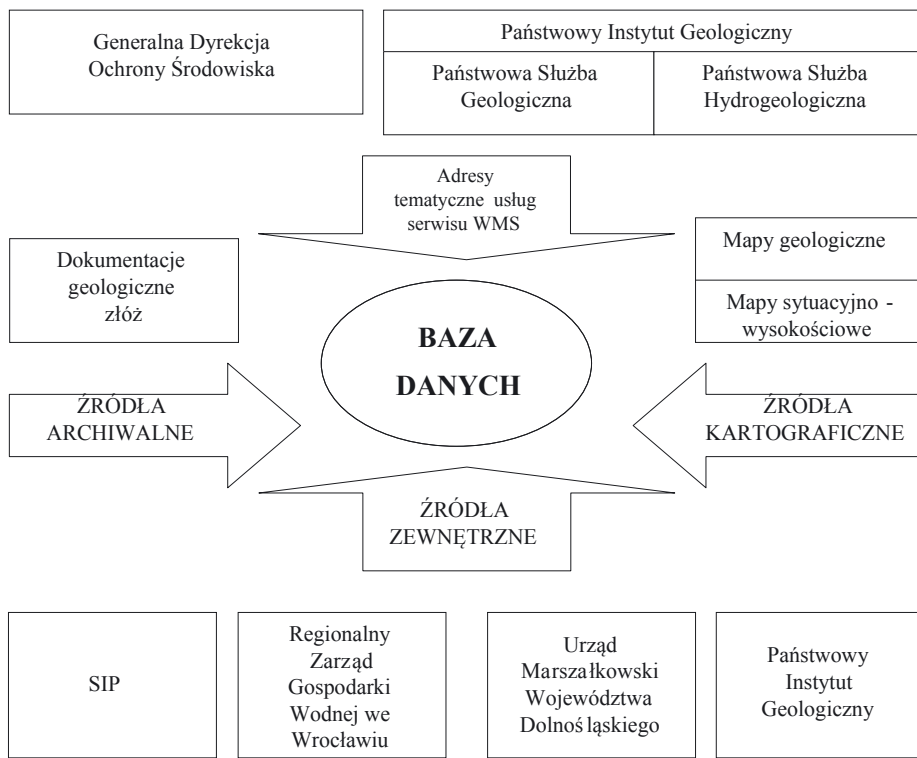 Generalna Dyrekcja
Ochrony Środowiska
Państwowy Instytut Geologiczny
Państwowa Służba
Geologiczna
Państwowa Służba
Hydrogeologiczna
Adresy
tematyczne usług
serwisu WMS
Dokumentacje
geologiczne
złóż
Mapy geologiczne
Mapy sytuacyjno -
wysokościowe
BAZA
DANYCH
ŹRÓDŁA
ARCHIWALNE
ŹRÓDŁA
KARTOGRAFICZNE
ŹRÓDŁA
ZEWNĘTRZNE
SIP
Regionalny
Zarząd
Gospodarki
Wodnej we
Wrocławiu
Urząd
Marszałkowski
Województwa
Dolnośląskiego
Państwowy
Instytut
Geologiczny